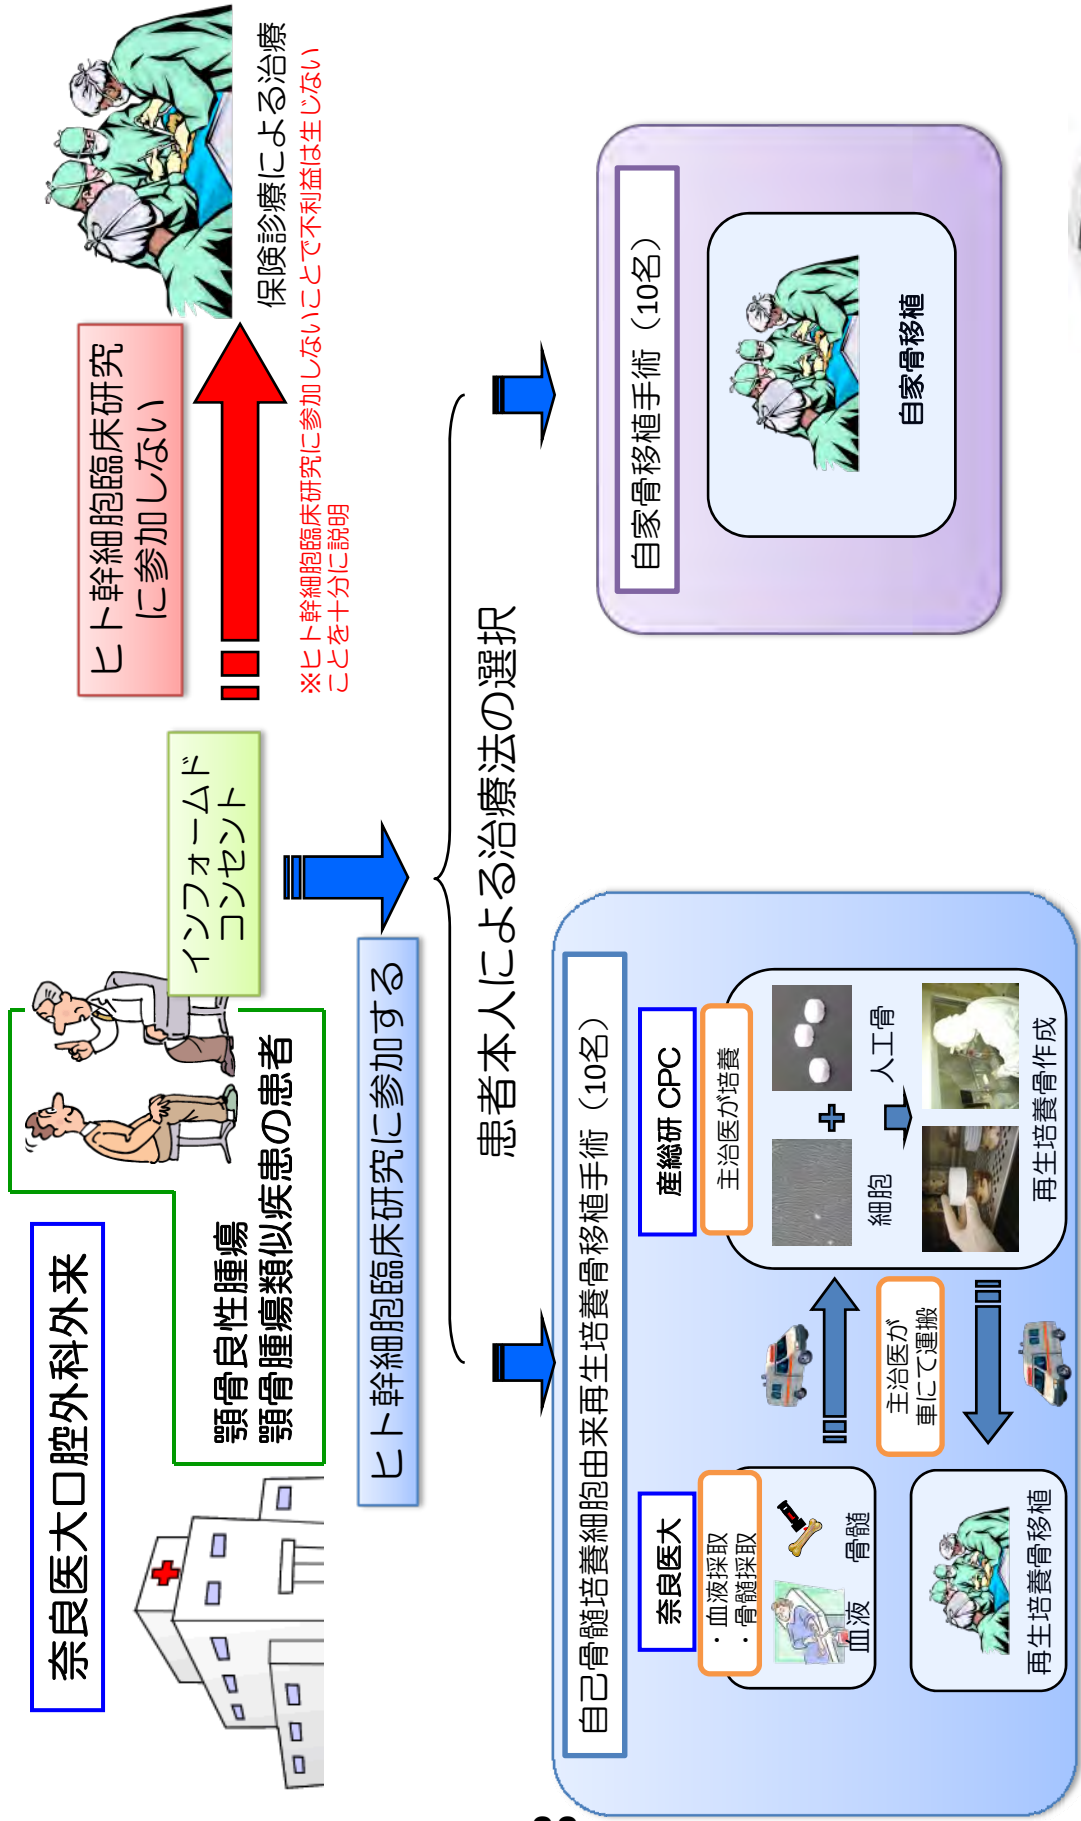 奈良医大口腔外科外来
顎骨良性腫瘍
顎骨腫瘍類似疾患の患者
インフォームド
コンセント
ヒト幹細胞臨床研究
に参加しない
保険診療による治療
※ヒト幹細胞臨床研究に参加しないことで不利益は生じない
ことを十分に説明
ヒト幹細胞臨床研究に参加する
患者本人による治療法の選択
自己骨髄培養細胞由来再生培養骨移植手術（10名）
奈良医大
・血液採取
・骨髄採取
血液
骨髄
主治医が
車にて運搬
産総研 CPC
主治医が培養
細胞
人工骨
再生培養骨作成
再生培養骨移植
自家骨移植手術（10名）
自家骨移植